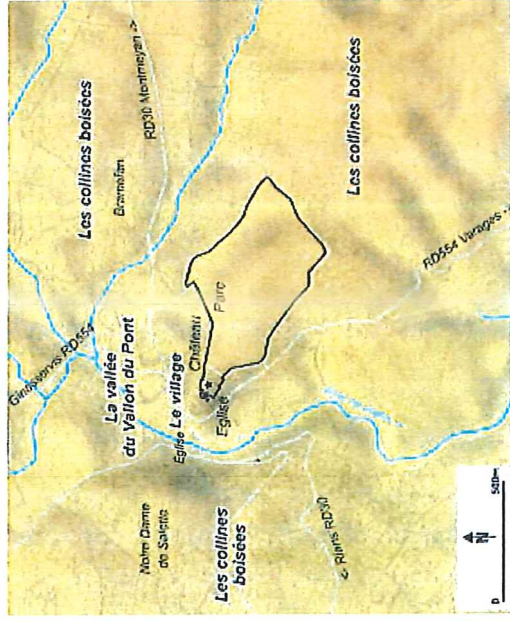 Les collines boisées
Bramafan
RD30 Montmeyan ->
Ginasservis RD554
La vallée
du Vallon du Pont
Le village
Eglise
Château
Parc
Eglise
Les collines boisées
RD554 Varages ->
Notre Dame
de Salette
Les collines
boisées
<- Rians RD30
N
0
500m